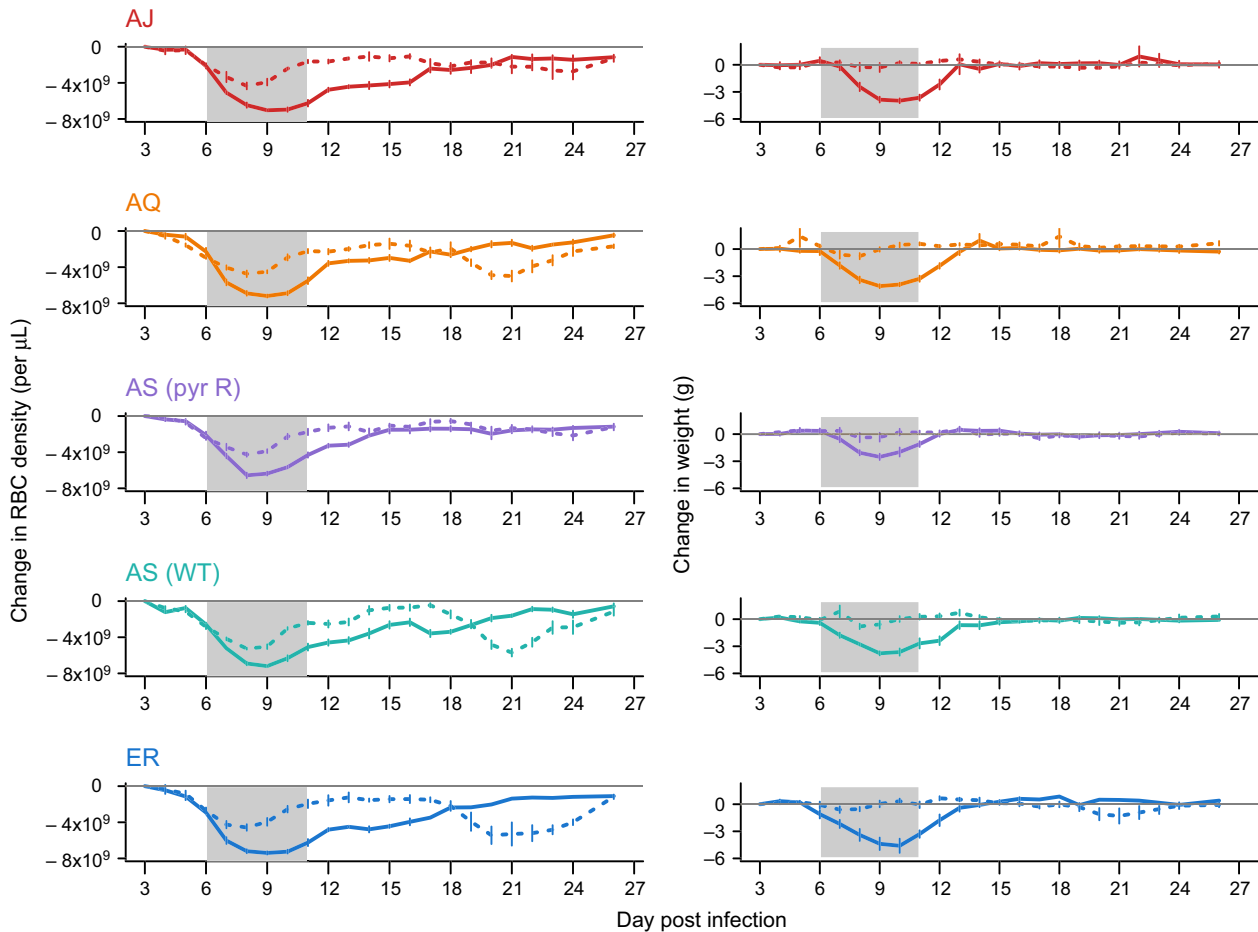 AJ
0
– 4x10⁹
– 8x10⁹
3 6 9 12 15 18 21 24 27
0
–3
–6
3 6 9 12 15 18 21 24 27
AQ
0
– 4x10⁹
– 8x10⁹
3 6 9 12 15 18 21 24 27
0
–3
–6
3 6 9 12 15 18 21 24 27
AS (pyr R)
0
– 4x10⁹
– 8x10⁹
3 6 9 12 15 18 21 24 27
0
–3
–6
3 6 9 12 15 18 21 24 27
AS (WT)
0
– 4x10⁹
– 8x10⁹
3 6 9 12 15 18 21 24 27
0
–3
–6
3 6 9 12 15 18 21 24 27
ER
0
– 4x10⁹
– 8x10⁹
3 6 9 12 15 18 21 24 27
0
–3
–6
3 6 9 12 15 18 21 24 27
Change in RBC density (per μL)
Change in weight (g)
Day post infection